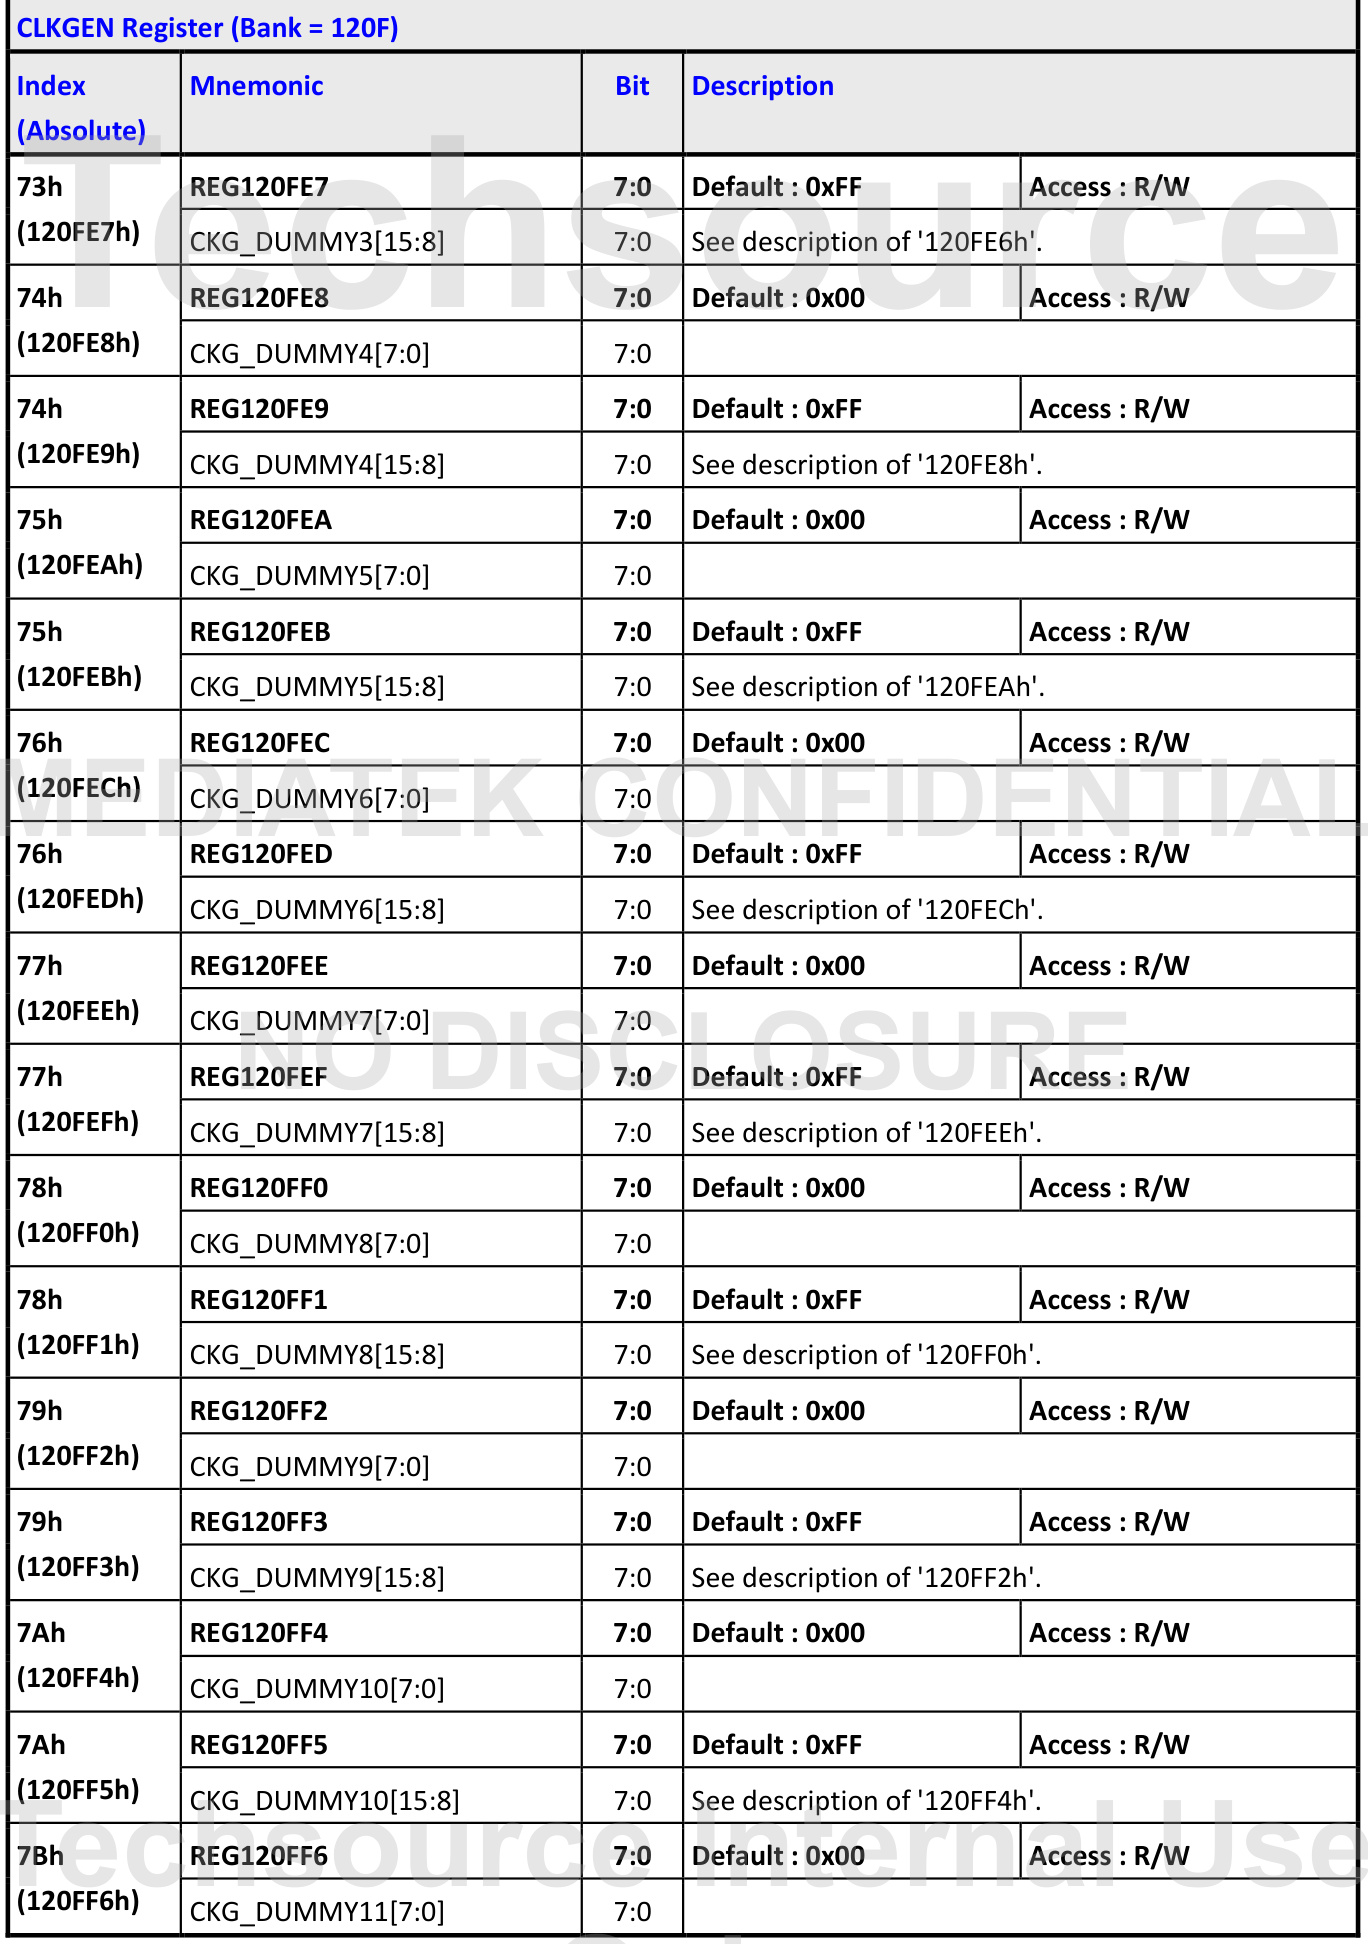 CLKGEN Register (Bank = 120F)
Index (Absolute) Mnemonic Bit Description
73h (120FE7h) REG120FE7 7:0 Default : 0xFF Access : R/W
CKG_DUMMY3[15:8] 7:0 See description of '120FE6h'.
74h (120FE8h) REG120FE8 7:0 Default : 0x00 Access : R/W
CKG_DUMMY4[7:0] 7:0
74h (120FE9h) REG120FE9 7:0 Default : 0xFF Access : R/W
CKG_DUMMY4[15:8] 7:0 See description of '120FE8h'.
75h (120FEAh) REG120FEA 7:0 Default : 0x00 Access : R/W
CKG_DUMMY5[7:0] 7:0
75h (120FEBh) REG120FEB 7:0 Default : 0xFF Access : R/W
CKG_DUMMY5[15:8] 7:0 See description of '120FEAh'.
76h (120FECh) REG120FEC 7:0 Default : 0x00 Access : R/W
CKG_DUMMY6[7:0] 7:0
76h (120FEDh) REG120FED 7:0 Default : 0xFF Access : R/W
CKG_DUMMY6[15:8] 7:0 See description of '120FECh'.
77h (120FEEh) REG120FEE 7:0 Default : 0x00 Access : R/W
CKG_DUMMY7[7:0] 7:0
77h (120FEFh) REG120FEF 7:0 Default : 0xFF Access : R/W
CKG_DUMMY7[15:8] 7:0 See description of '120FEEh'.
78h (120FF0h) REG120FF0 7:0 Default : 0x00 Access : R/W
CKG_DUMMY8[7:0] 7:0
78h (120FF1h) REG120FF1 7:0 Default : 0xFF Access : R/W
CKG_DUMMY8[15:8] 7:0 See description of '120FF0h'.
79h (120FF2h) REG120FF2 7:0 Default : 0x00 Access : R/W
CKG_DUMMY9[7:0] 7:0
79h (120FF3h) REG120FF3 7:0 Default : 0xFF Access : R/W
CKG_DUMMY9[15:8] 7:0 See description of '120FF2h'.
7Ah (120FF4h) REG120FF4 7:0 Default : 0x00 Access : R/W
CKG_DUMMY10[7:0] 7:0
7Ah (120FF5h) REG120FF5 7:0 Default : 0xFF Access : R/W
CKG_DUMMY10[15:8] 7:0 See description of '120FF4h'.
7Bh (120FF6h) REG120FF6 7:0 Default : 0x00 Access : R/W
CKG_DUMMY11[7:0] 7:0
Techsource
MEDIATEK CONFIDENTIAL
NO DISCLOSURE
Techsource Internal Use